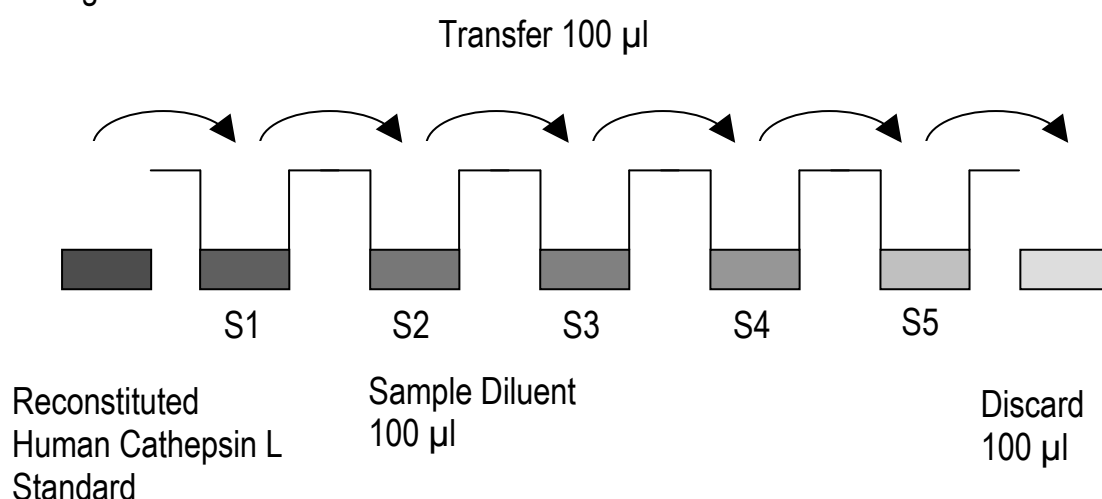 Transfer 100 µl
S1 S2 S3 S4 S5
Reconstituted
Human Cathepsin L
Standard
Sample Diluent
100 µl
Discard
100 µl